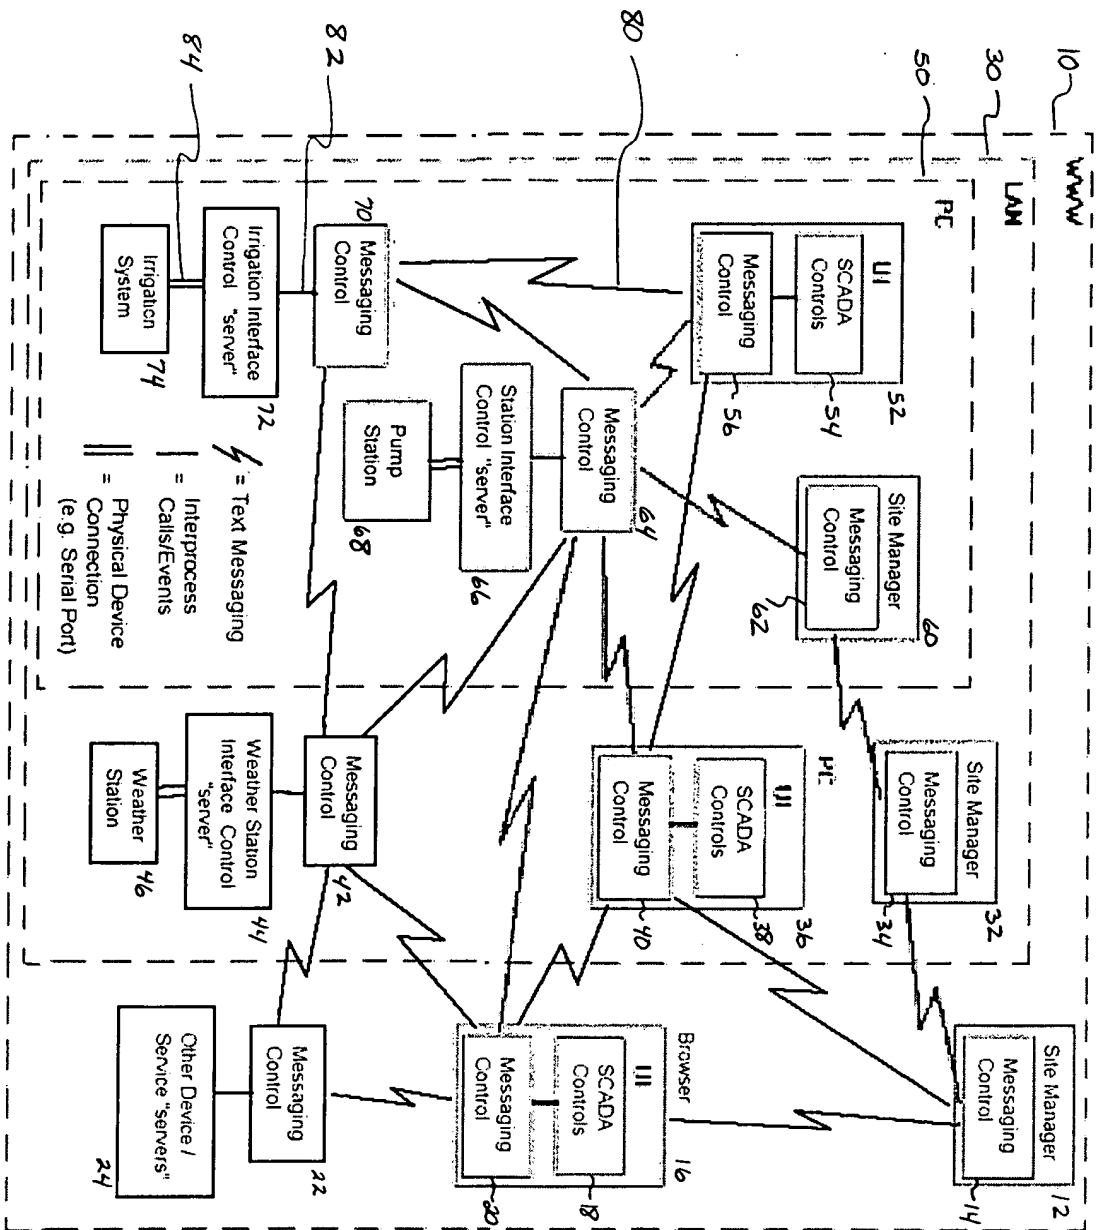 10
WWW
30
LAN
50
PC
UI
SCADA
Controls
54
Messaging
Control
56
52
Site Manager
60
Messaging
Control
62
Site Manager
32
Messaging
Control
34
Site Manager
12
Messaging
Control
14
80
Messaging
Control
64
Station Interface
Control "server"
66
Pump
Station
68
PC
UI
SCADA
Controls
38
Messaging
Control
40
36
Browser
16
UI
SCADA
Controls
18
Messaging
Control
20
82
70
Messaging
Control
84
Irrigation Interface
Control "server"
72
Irrigation
System
74
= Text Messaging
= Interprocess
Calls/Events
= Physical Device
Connection
(e.g. Serial Port)
Messaging
Control
42
Weather Station
Interface Control
"server"
44
Weather
Station
46
Messaging
Control
22
Other Device /
Service "servers"
24